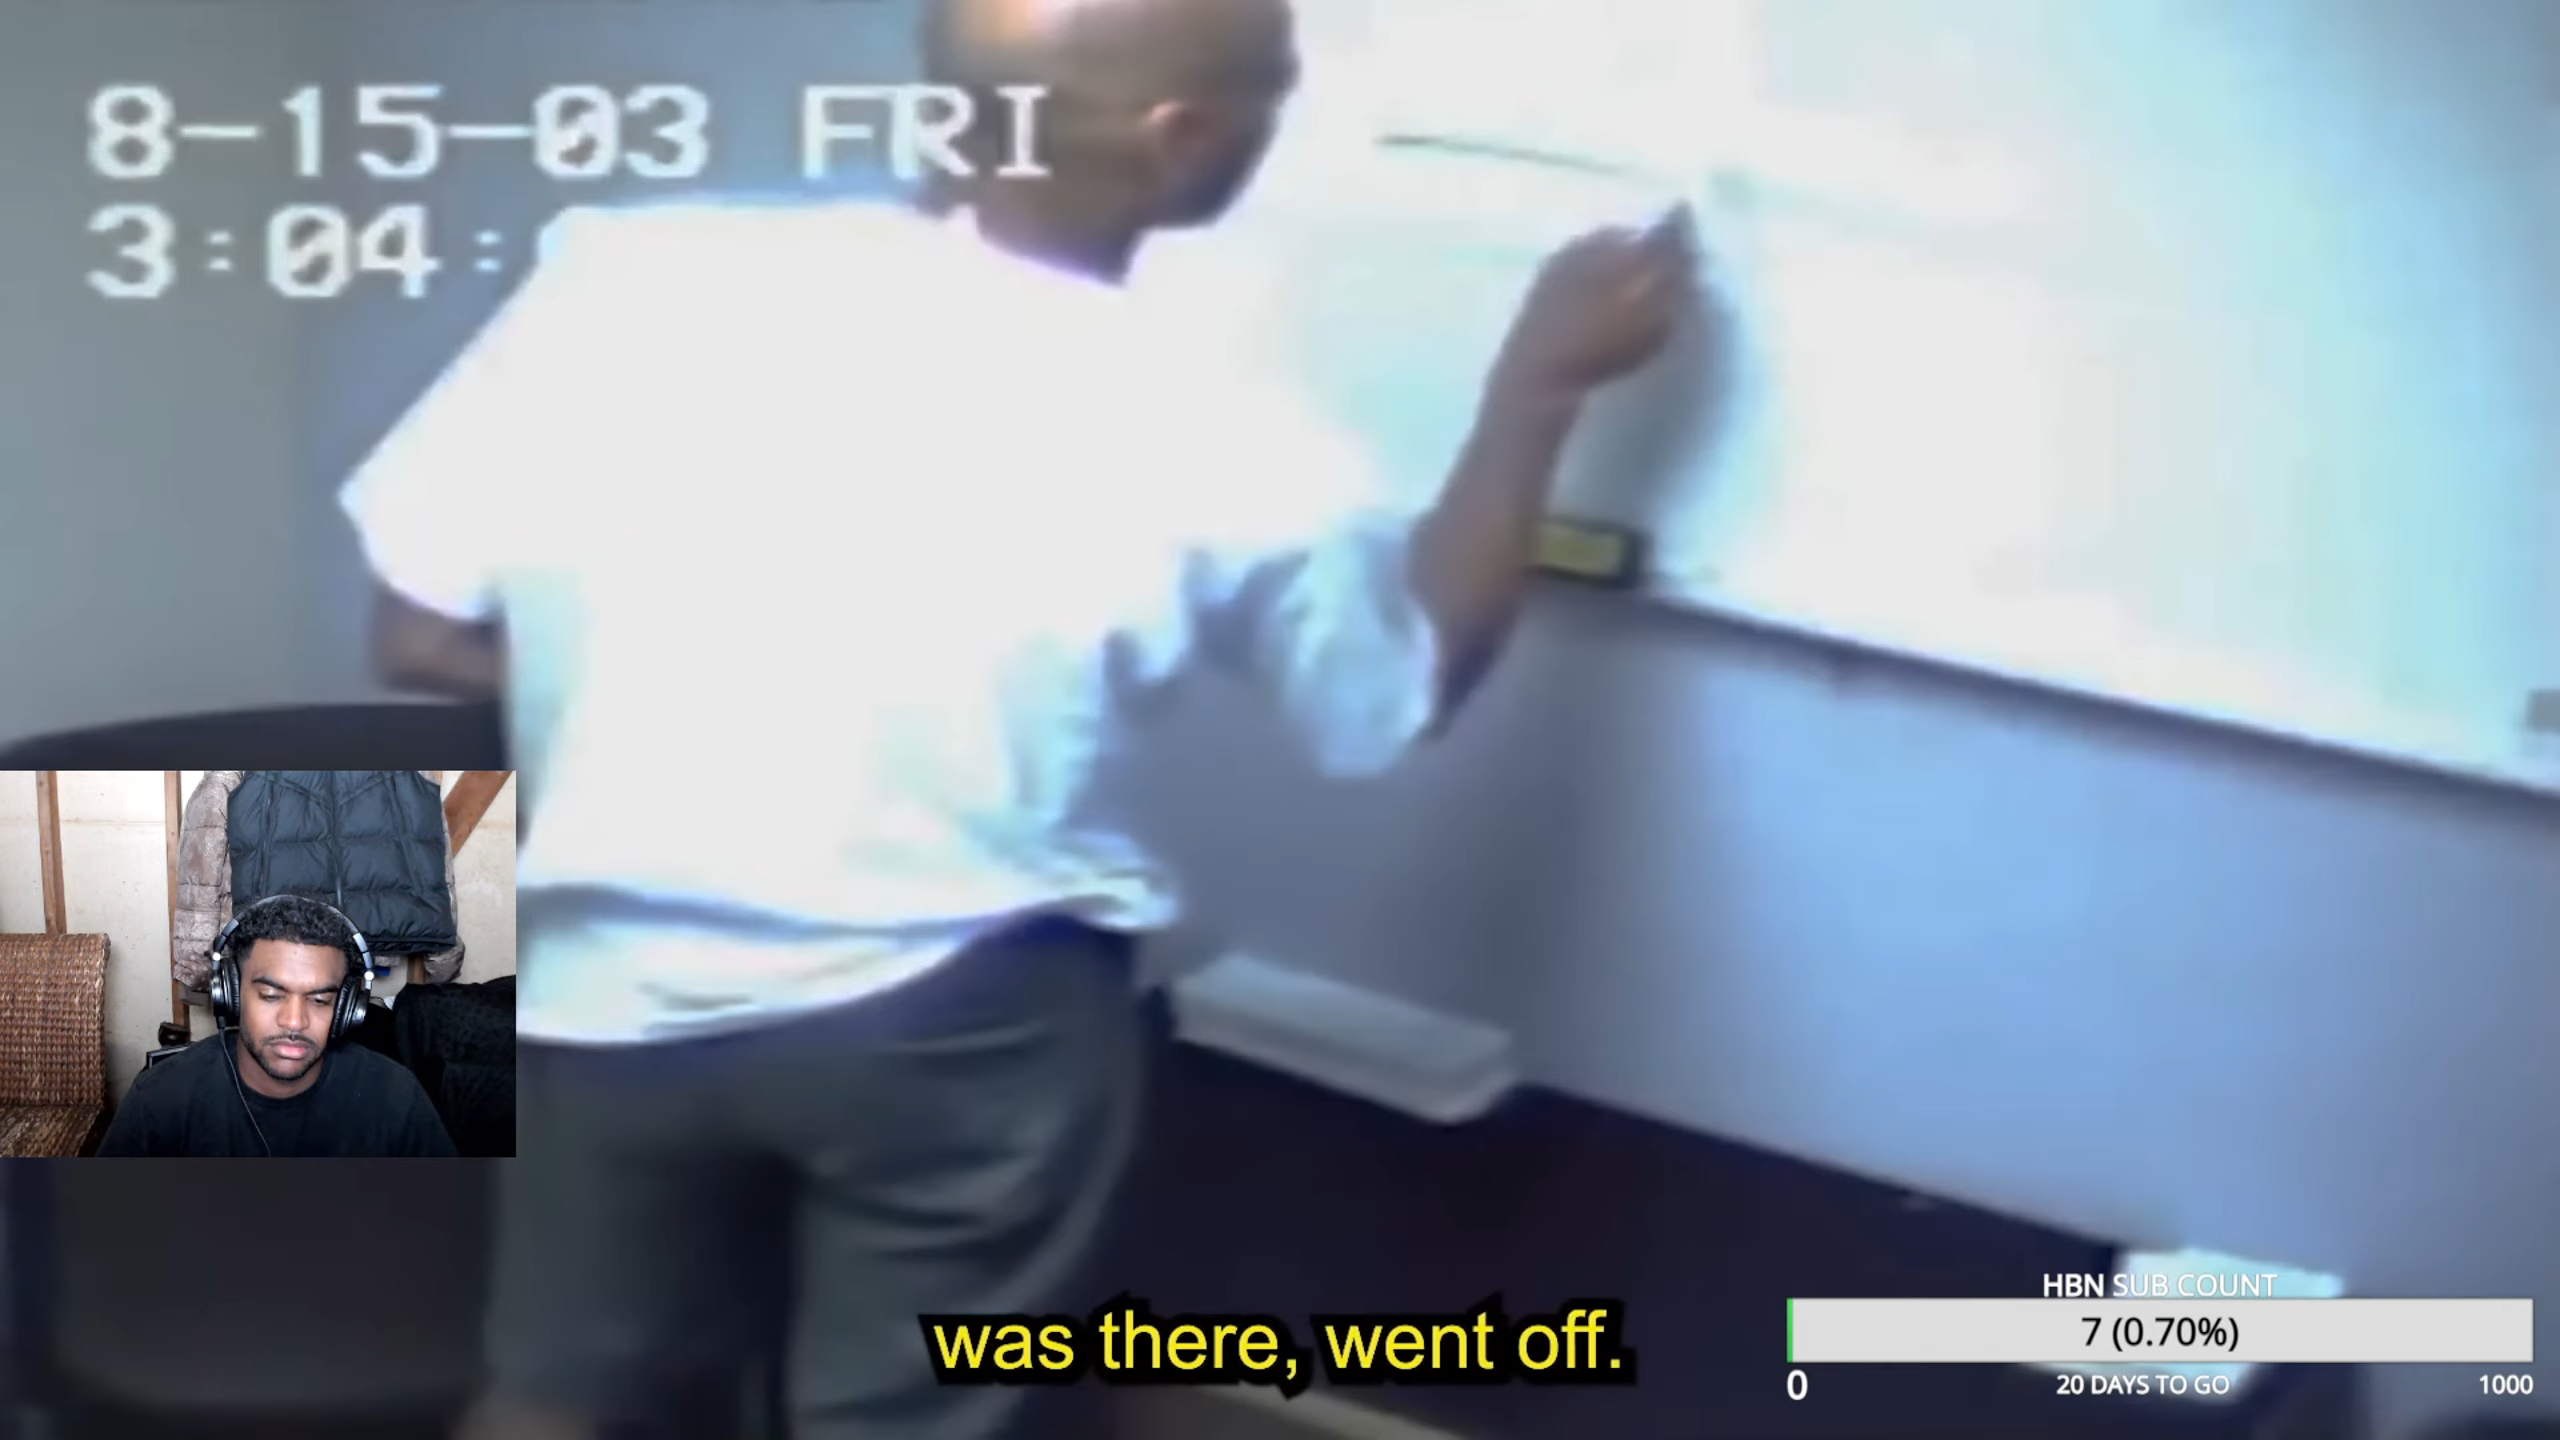 8-15-03 FRI
3:04:
HBN SUB COUNT
7 (0.70%)
0 20 DAYS TO GO 1000
was there, went off.